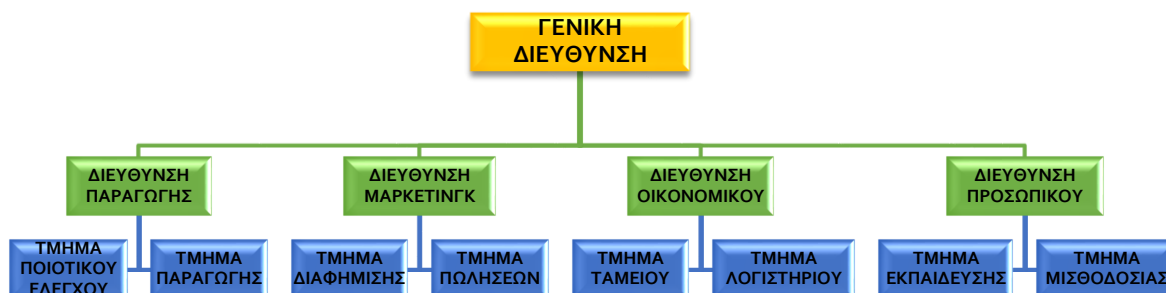 ΓΕΝΙΚΗ
ΔΙΕΥΘΥΝΣΗ
ΔΙΕΥΘΥΝΣΗ
ΠΑΡΑΓΩΓΗΣ
ΔΙΕΥΘΥΝΣΗ
ΜΑΡΚΕΤΙΝΓΚ
ΔΙΕΥΘΥΝΣΗ
ΟΙΚΟΝΟΜΙΚΟΥ
ΔΙΕΥΘΥΝΣΗ
ΠΡΟΣΩΠΙΚΟΥ
ΤΜΗΜΑ
ΠΟΙΟΤΙΚΟΥ
ΕΛΕΓΧΟΥ
ΤΜΗΜΑ
ΠΑΡΑΓΩΓΗΣ
ΤΜΗΜΑ
ΔΙΑΦΗΜΙΣΗΣ
ΤΜΗΜΑ
ΠΩΛΗΣΕΩΝ
ΤΜΗΜΑ
ΤΑΜΕΙΟΥ
ΤΜΗΜΑ
ΛΟΓΙΣΤΗΡΙΟΥ
ΤΜΗΜΑ
ΕΚΠΑΙΔΕΥΣΗΣ
ΤΜΗΜΑ
ΜΙΣΘΟΔΟΣΙΑΣ